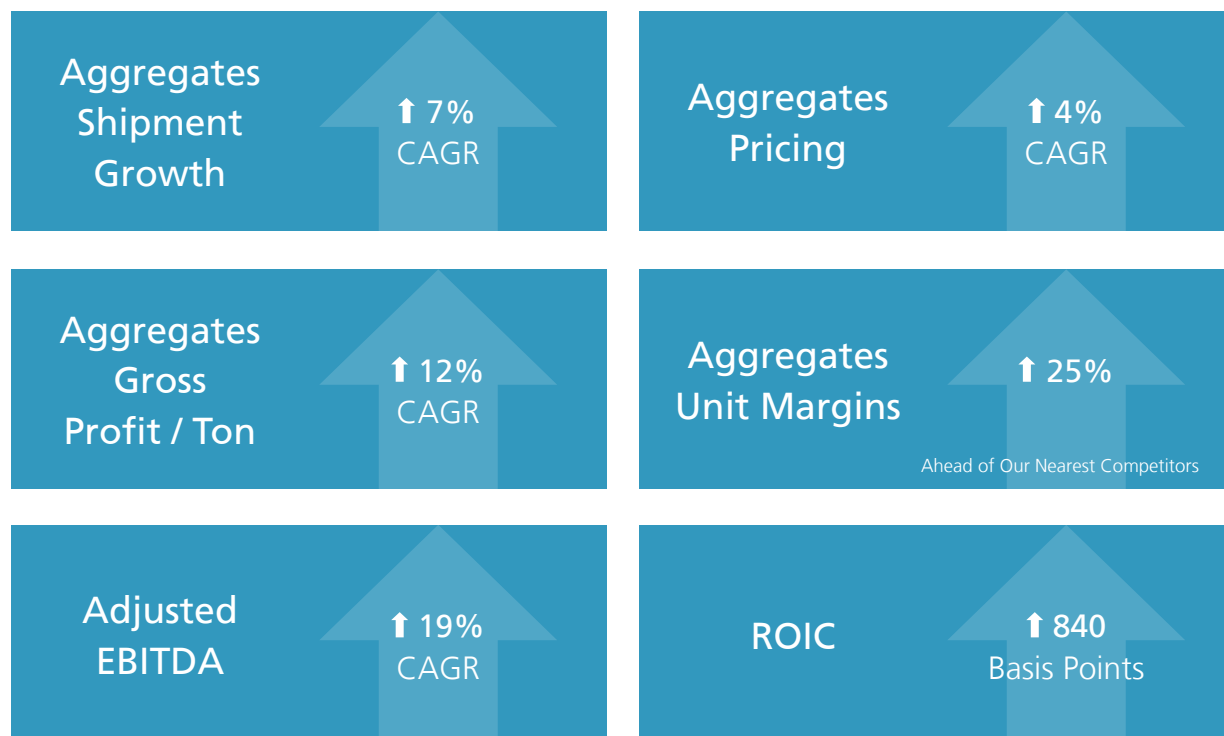 Aggregates
Shipment
Growth
⬆ 7%
CAGR
Aggregates
Pricing
⬆ 4%
CAGR
Aggregates
Gross
Profit / Ton
⬆ 12%
CAGR
Aggregates
Unit Margins
⬆ 25%
Ahead of Our Nearest Competitors
Adjusted
EBITDA
⬆ 19%
CAGR
ROIC
⬆ 840
Basis Points